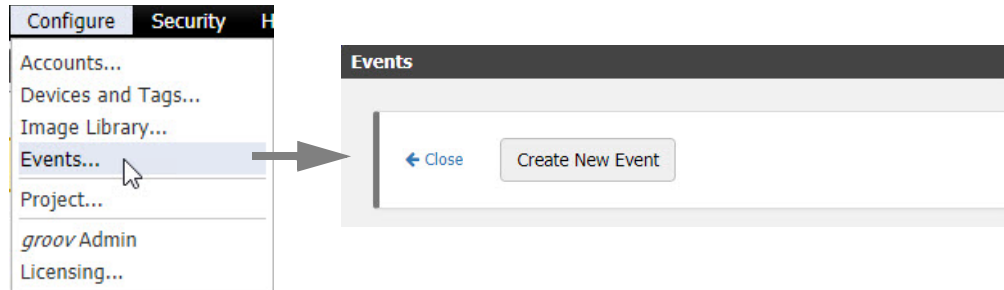 Configure Security H
Accounts...
Devices and Tags...
Image Library...
Events...
Project...
groov Admin
Licensing...
Events
Close
Create New Event